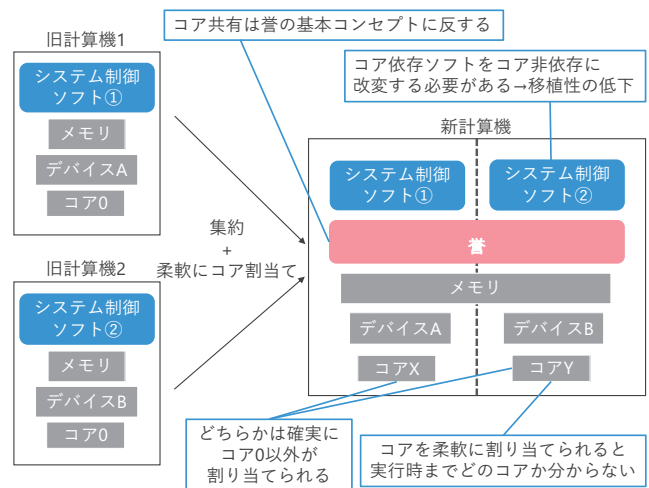 コア共有は誉の基本コンセプトに反する
旧計算機1
システム制御
ソフト①
メモリ
デバイスA
コア0
旧計算機2
システム制御
ソフト②
メモリ
デバイスB
コア0
集約
+
柔軟にコア割当て
コア依存ソフトをコア非依存に
改変する必要がある→移植性の低下
新計算機
システム制御
ソフト①
システム制御
ソフト②
誉
メモリ
デバイスA
デバイスB
コアX
コアY
どちらかは確実に
コア0以外が
割り当てられる
コアを柔軟に割り当てられると
実行時までどのコアか分からない